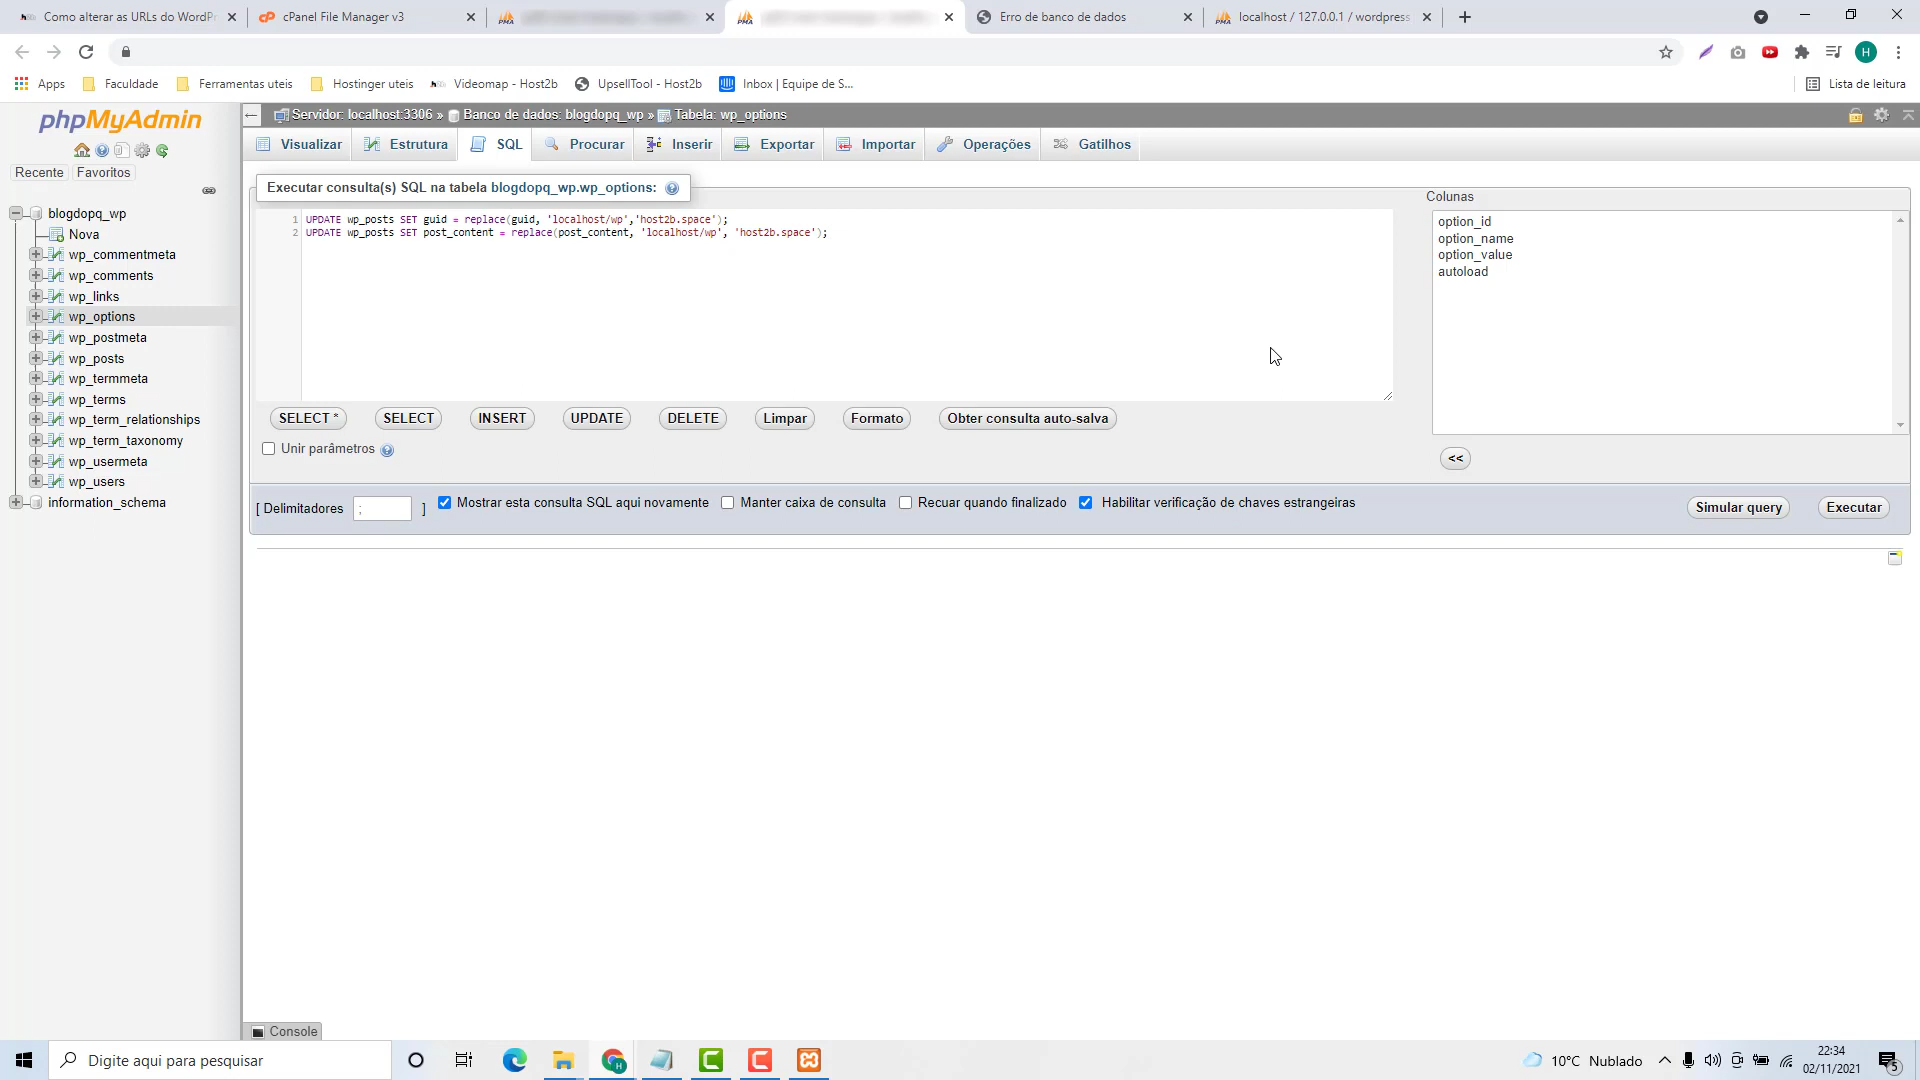 Como alterar as URLs do WordPr
cPanel File Manager v3
Erro de banco de dados
localhost / 127.0.0.1 / wordpress
H
Apps
Faculdade
Ferramentas uteis
Hostinger uteis
Videomap - Host2b
UpsellTool - Host2b
Inbox | Equipe de S...
Lista de leitura
phpMyAdmin
Recente
Favoritos
blogdopq_wp
Nova
wp_commentmeta
wp_comments
wp_links
wp_options
wp_postmeta
wp_posts
wp_termmeta
wp_terms
wp_term_relationships
wp_term_taxonomy
wp_usermeta
wp_users
information_schema
Servidor: localhost:3306 » Banco de dados: blogdopq_wp » Tabela: wp_options
Visualizar
Estrutura
SQL
Procurar
Inserir
Exportar
Importar
Operações
Gatilhos
Executar consulta(s) SQL na tabela blogdopq_wp.wp_options:
1 UPDATE wp_posts SET guid = replace(guid, 'localhost/wp','host2b.space');
2 UPDATE wp_posts SET post_content = replace(post_content, 'localhost/wp', 'host2b.space');
Colunas
option_id
option_name
option_value
autoload
SELECT *
SELECT
INSERT
UPDATE
DELETE
Limpar
Formato
Obter consulta auto-salva
<<
Unir parâmetros
[ Delimitadores ; ]
Mostrar esta consulta SQL aqui novamente
Manter caixa de consulta
Recuar quando finalizado
Habilitar verificação de chaves estrangeiras
Simular query
Executar
Console
Digite aqui para pesquisar
10°C Nublado
22:34
02/11/2021
5